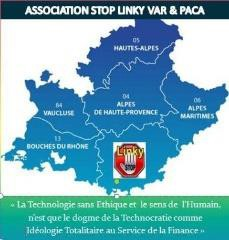 ASSOCIATION STOP LINKY VAR & PACA
05
HAUTES-ALPES
84
VAUCLUSE
04
ALPES
DE HAUTE-PROVENCE
06
ALPES
MARITIMES
13
BOUCHES DU RHÔNE
Linky
STOP
« La Technologie sans Ethique et le sens de l'Humain,
n'est que le dogme de la Technocratie comme
Idéologie Totalitaire au Service de la Finance »